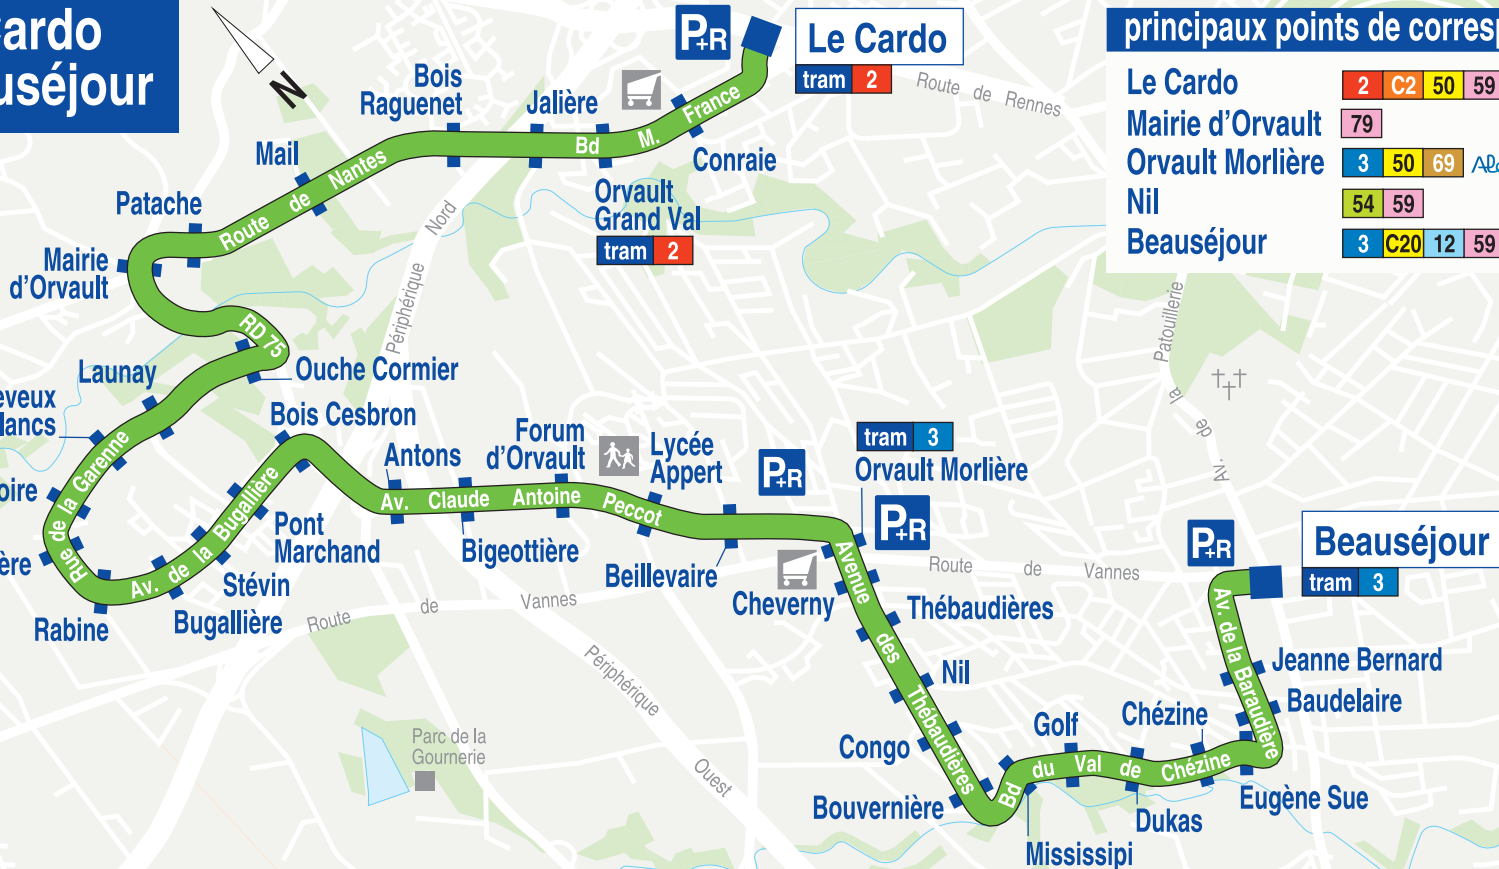 ardo
uséjour
N
P+R
Le Cardo
tram 2
principaux points de corresp
Le Cardo 2 C2 50 59
Mairie d'Orvault 79
Orvault Morlière 3 50 69
Nil 54 59
Beauséjour 3 C20 12 59
Route de Rennes
Bois
Raguenet
Jalière
Bd M. France
Conraie
Mail
Route de Nantes
Orvault
Grand Val
tram 2
Patache
Mairie
d'Orvault
Périphérique Nord
RD 75
Launay
Ouche Cormier
Patouillerie
la
de
Av.
eveux
lancs
Bois Cesbron
Antons
Forum
d'Orvault
Lycée
Appert
P+R
tram 3
Orvault Morlière
P+R
oire
Rue de la Garenne
Av. de la Bugallière
Av. Claude Antoine Peccot
Pont
Marchand
Bigeottière
Beillevaire
Cheverny
ère
Stévin
Bugallière
Rabine
Route de Vannes
Route de Vannes
P+R
Beauséjour
tram 3
Avenue des Thébaudières
Thébaudières
Av. de la Baraudière
Périphérique Ouest
Nil
Jeanne Bernard
Baudelaire
Parc de la
Gournerie
Congo
Golf
Chézine
Bouvernière
Bd du Val de Chézine
Eugène Sue
Dukas
Mississipi